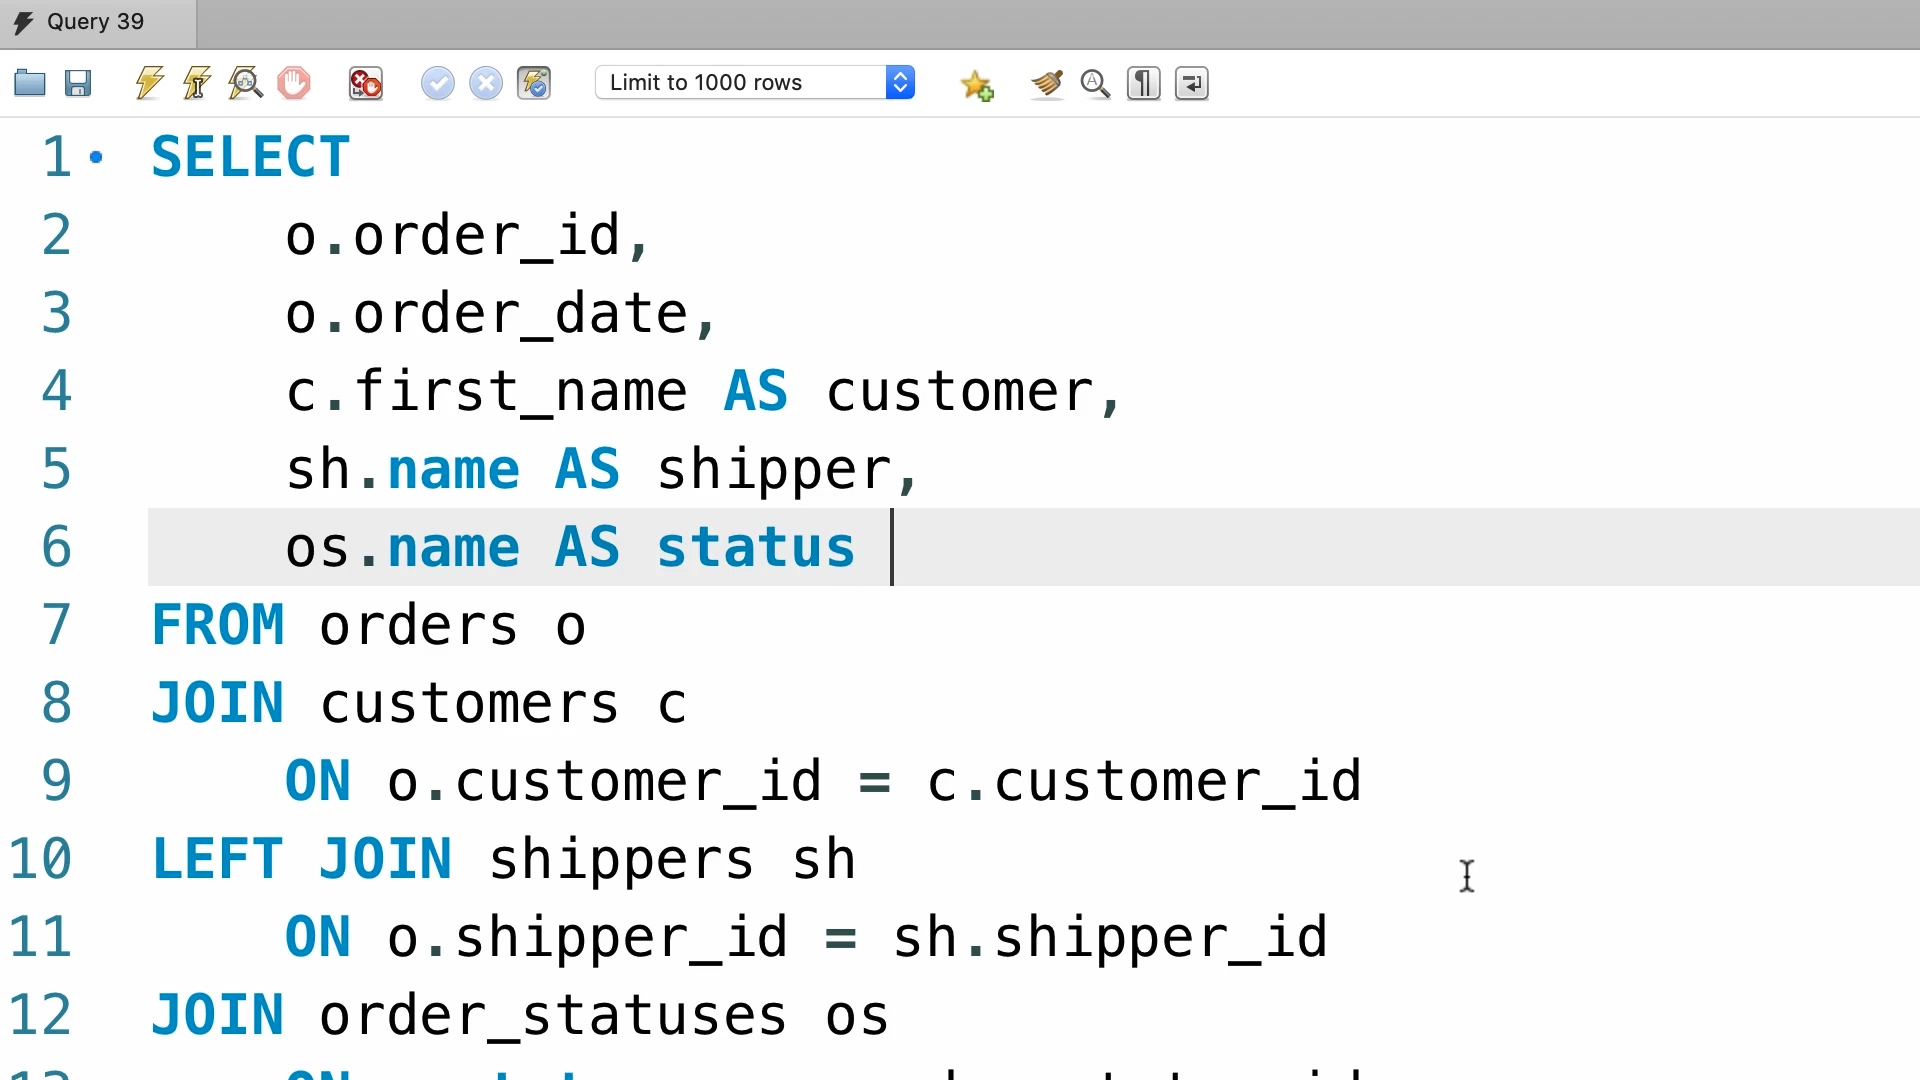 Query 39
Limit to 1000 rows
1 SELECT
2 o.order_id,
3 o.order_date,
4 c.first_name AS customer,
5 sh.name AS shipper,
6 os.name AS status
7 FROM orders o
8 JOIN customers c
9 ON o.customer_id = c.customer_id
10 LEFT JOIN shippers sh
11 ON o.shipper_id = sh.shipper_id
12 JOIN order_statuses os
13 ON